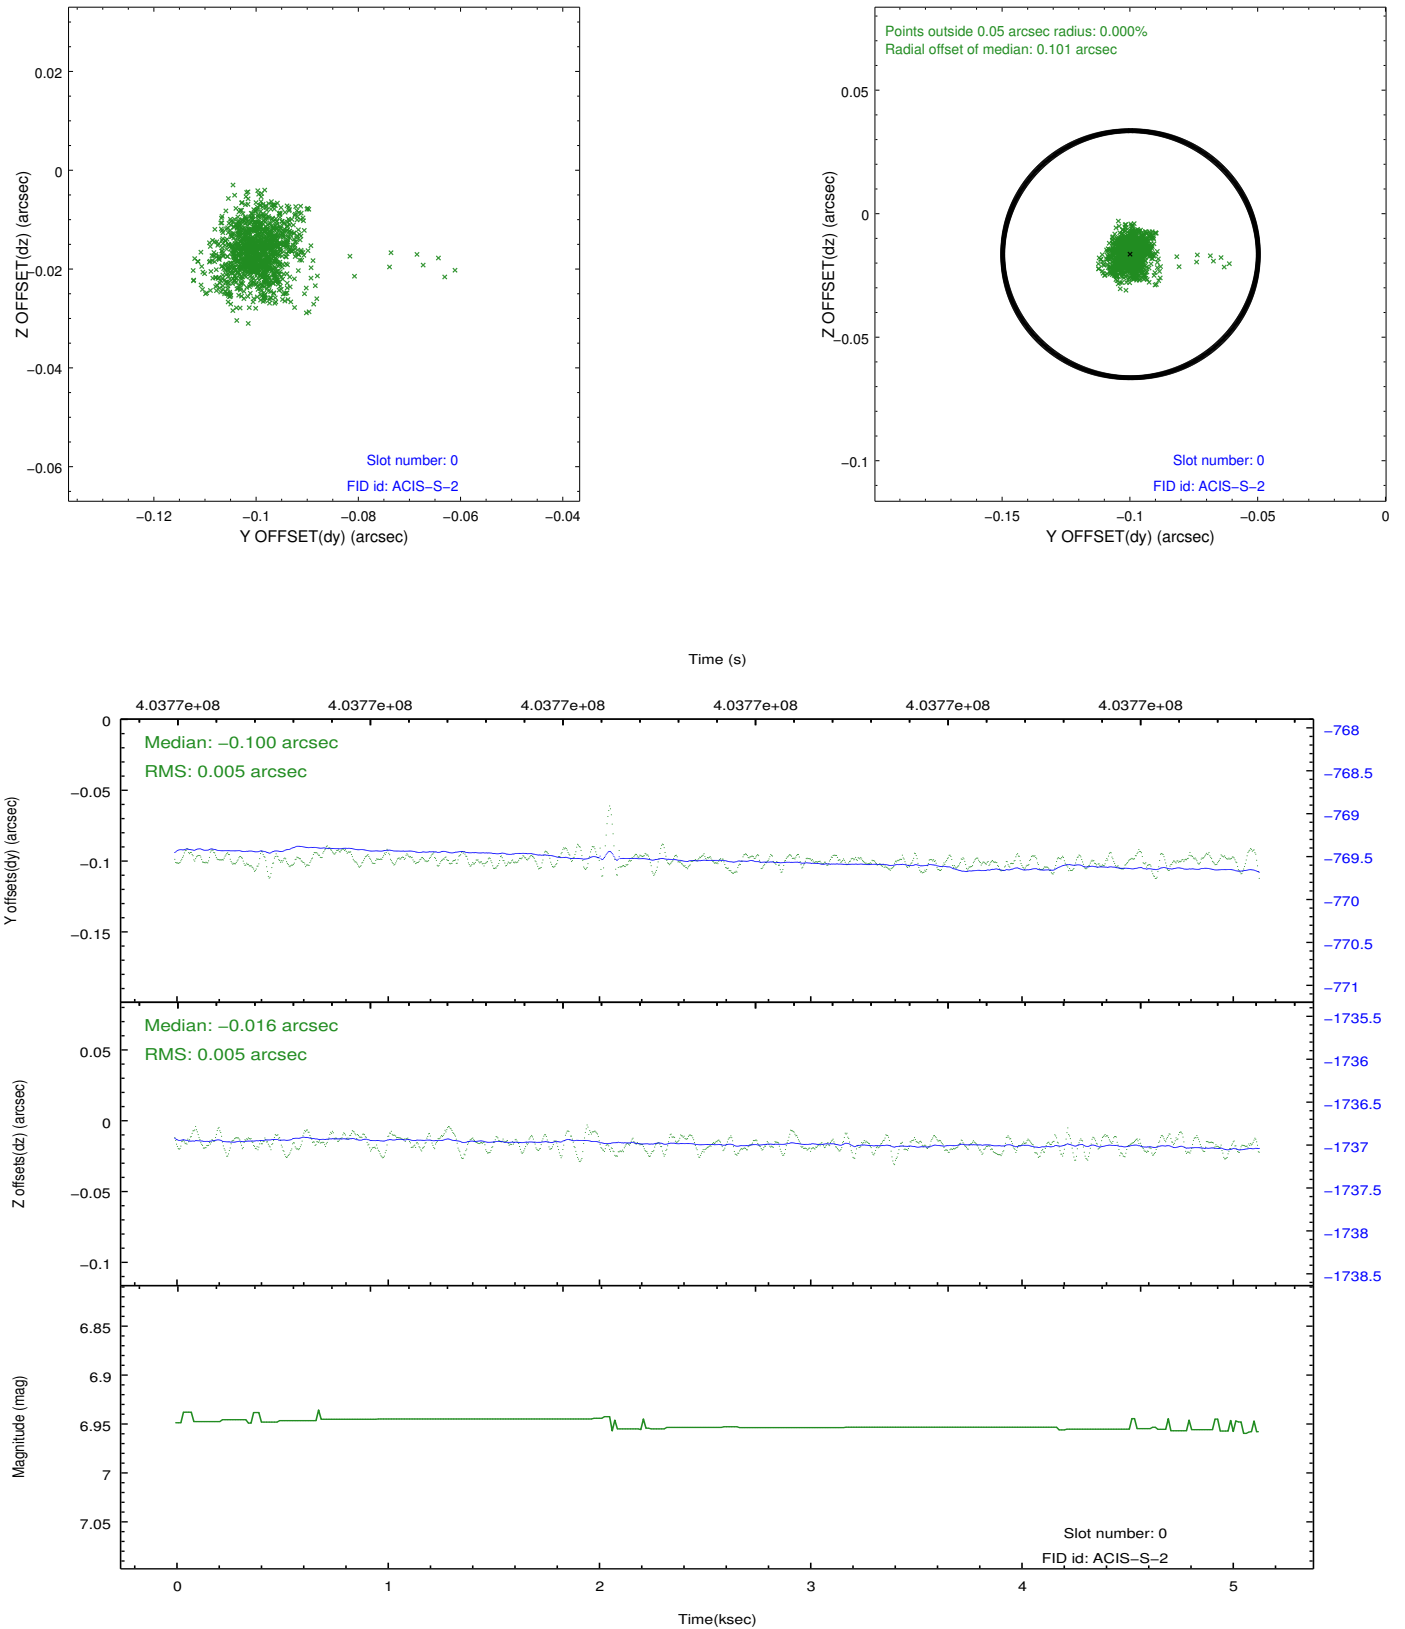 0.02
0
−0.02
−0.04
−0.06
Z OFFSET(dz) (arcsec)
Slot number: 0
FID id: ACIS−S−2
−0.12
−0.1
−0.08
−0.06
−0.04
Y OFFSET(dy) (arcsec)
Points outside 0.05 arcsec radius: 0.000%
Radial offset of median: 0.101 arcsec
0.05
0
−0.05
−0.1
Z OFFSET(dz) (arcsec)
Slot number: 0
FID id: ACIS−S−2
−0.15
−0.1
−0.05
0
Y OFFSET(dy) (arcsec)
Time (s)
4.0377e+08
4.0377e+08
4.0377e+08
4.0377e+08
4.0377e+08
4.0377e+08
Median: −0.100 arcsec
RMS: 0.005 arcsec
0
−0.05
−0.1
−0.15
Y offsets(dy) (arcsec)
−768
−768.5
−769
−769.5
−770
−770.5
−771
Median: −0.016 arcsec
RMS: 0.005 arcsec
0.05
0
−0.05
−0.1
Z offsets(dz) (arcsec)
−1735.5
−1736
−1736.5
−1737
−1737.5
−1738
−1738.5
6.85
6.9
6.95
7
7.05
Magnitude (mag)
Slot number: 0
FID id: ACIS−S−2
0
1
2
3
4
5
Time(ksec)